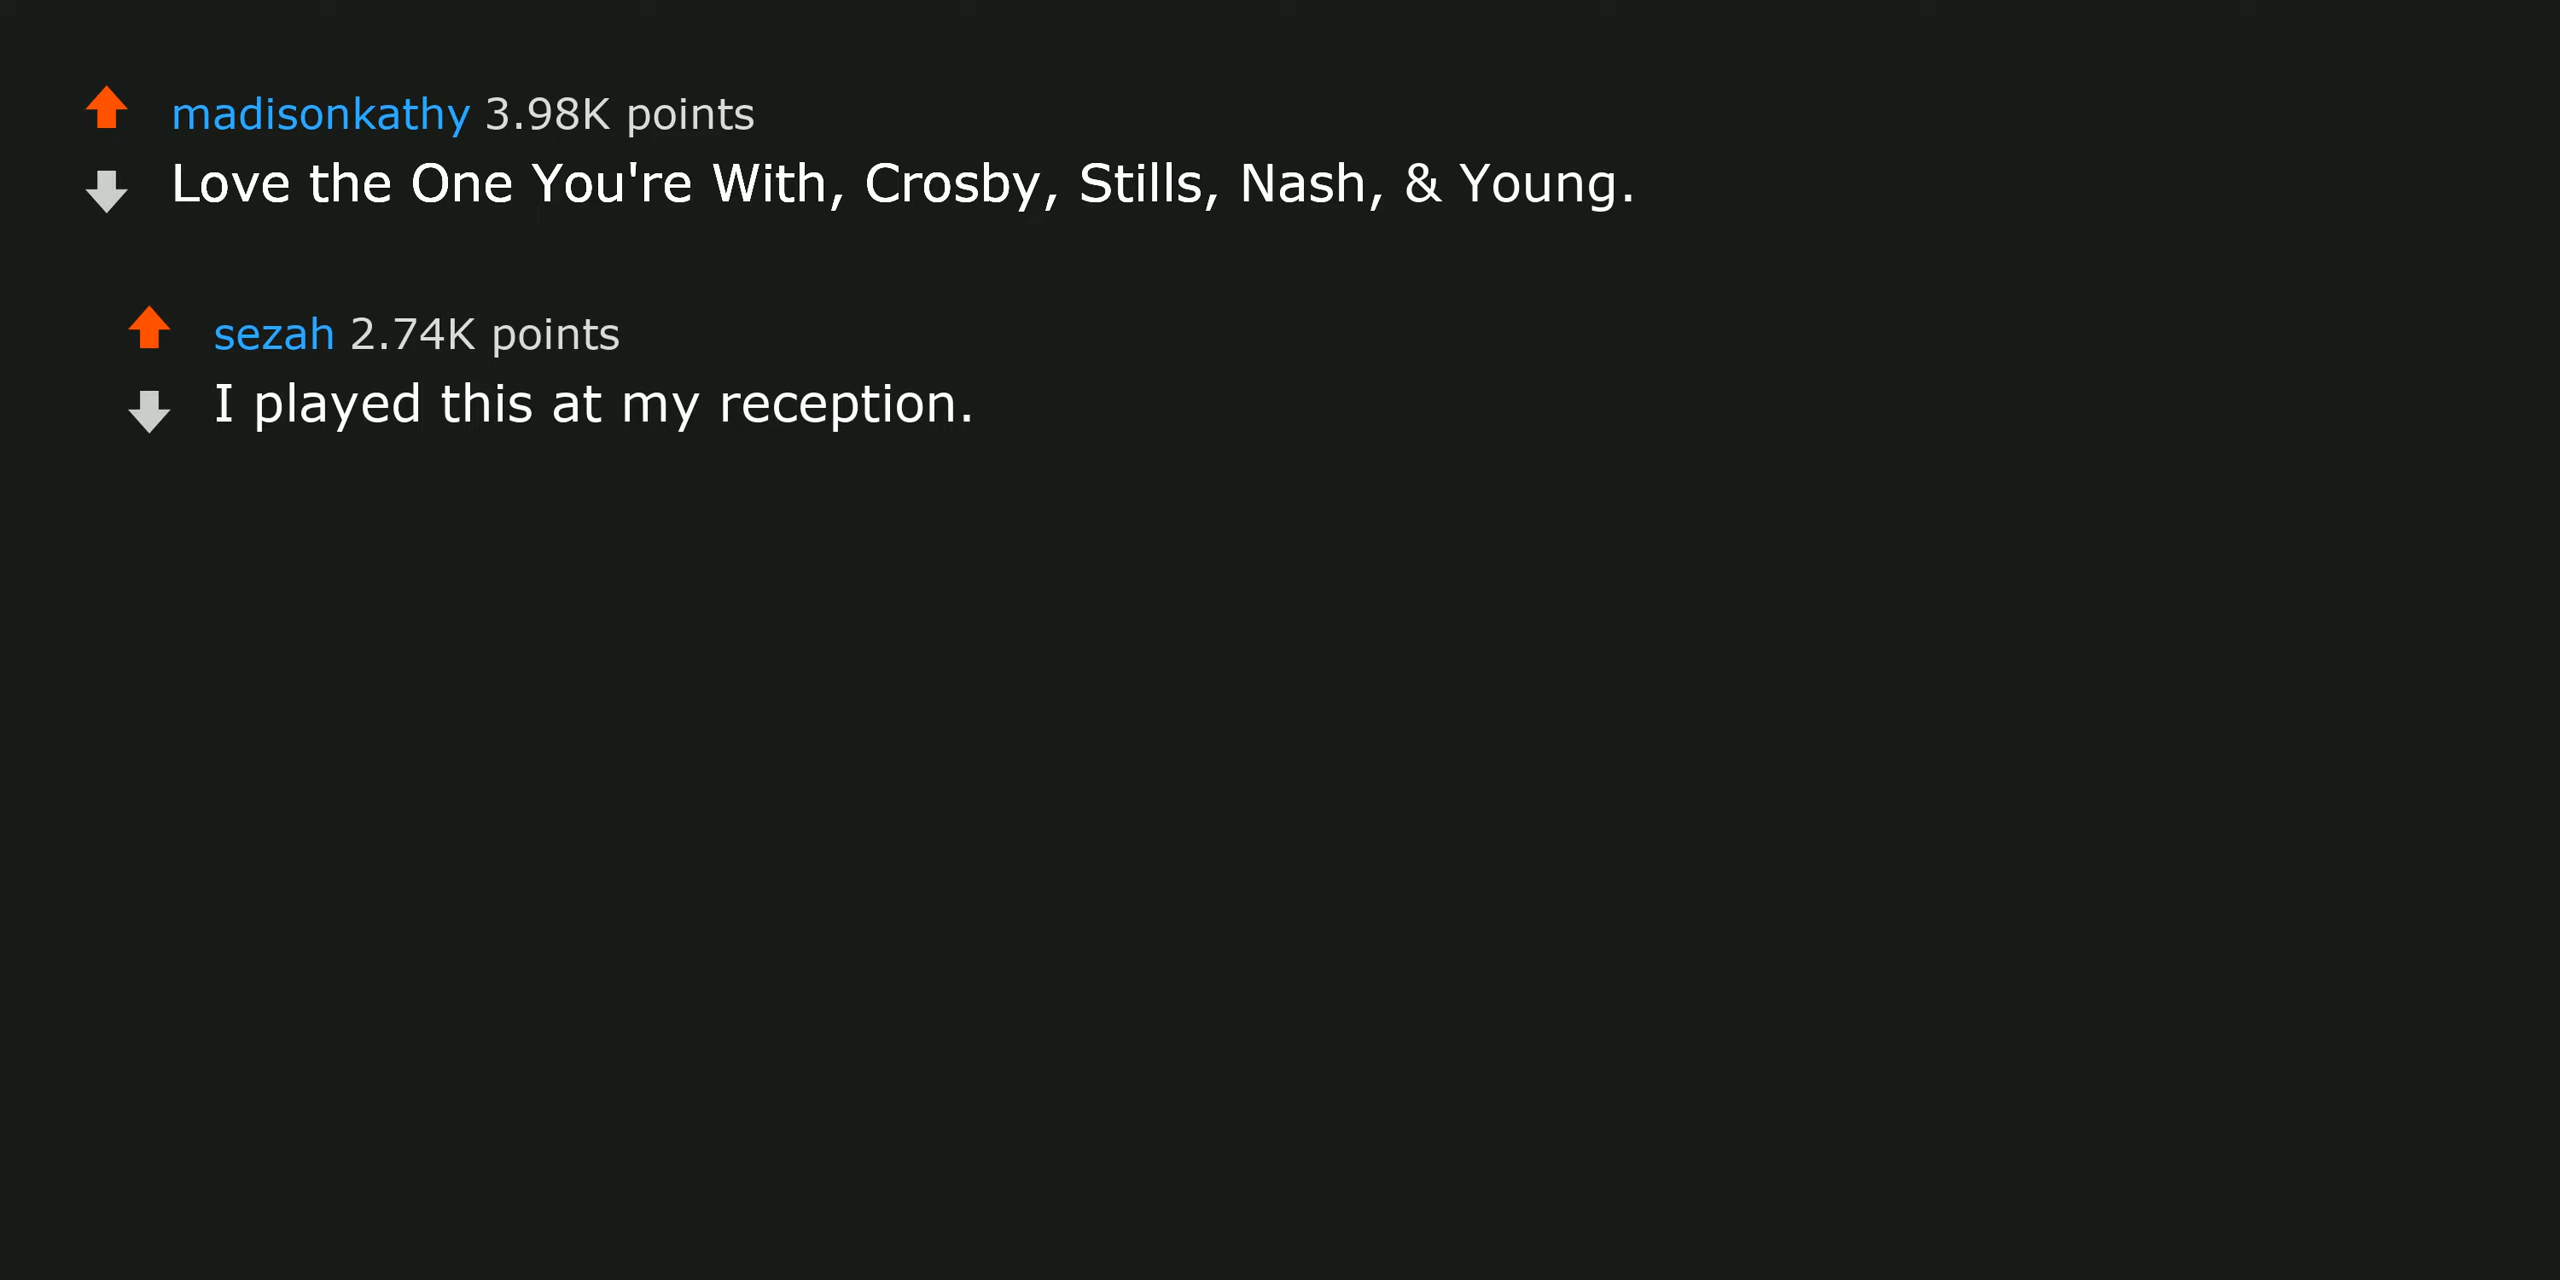 madisonkathy 3.98K points
Love the One You're With, Crosby, Stills, Nash, & Young.
sezah 2.74K points
I played this at my reception.